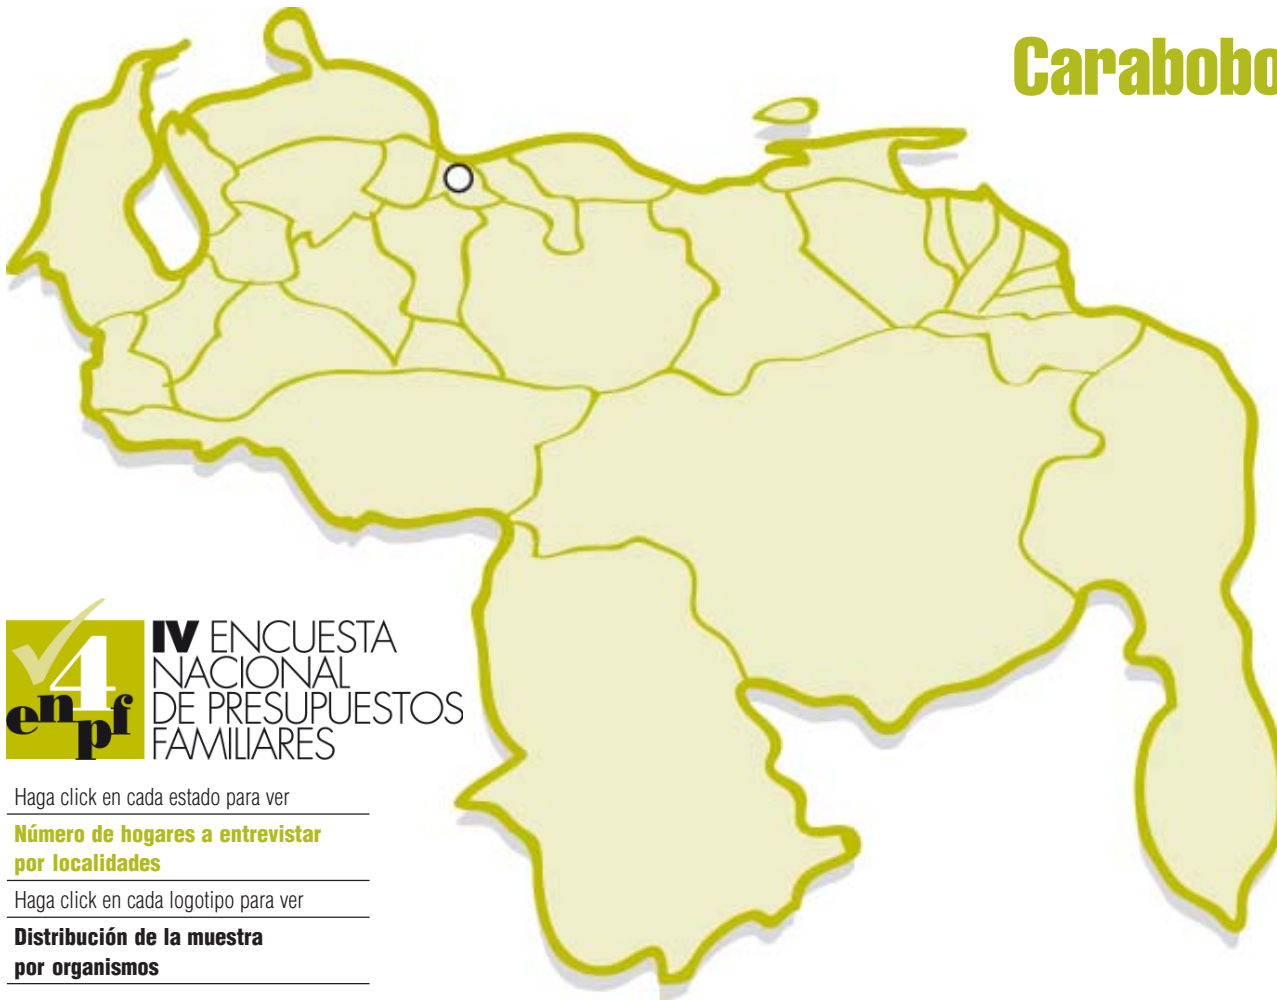 Carabobo
4
enpf
IV ENCUESTA
NACIONAL
DE PRESUPUESTOS
FAMILIARES
Haga click en cada estado para ver
Número de hogares a entrevistar
por localidades
Haga click en cada logotipo para ver
Distribución de la muestra
por organismos